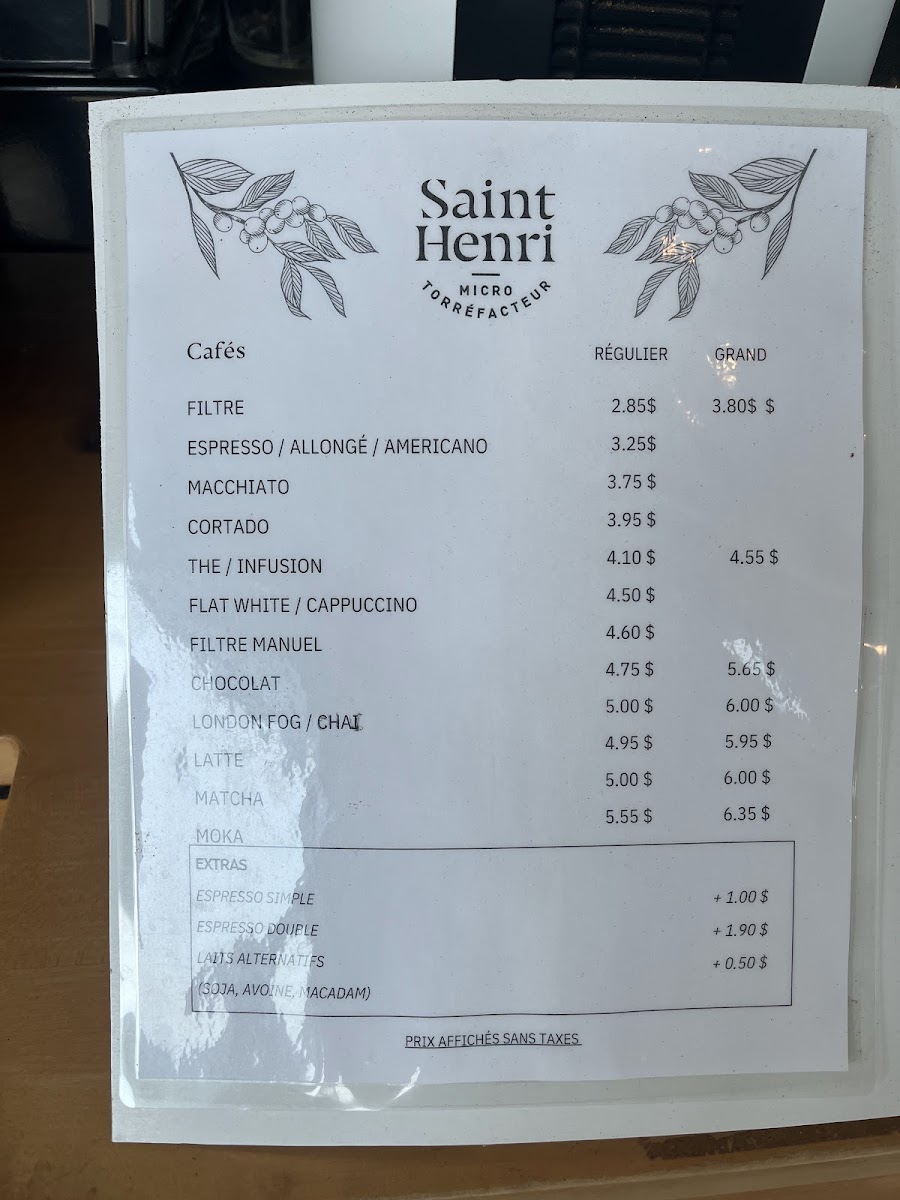 Saint
Henri
MICRO
TORRÉFACTEUR
Cafés RÉGULIER GRAND
FILTRE 2.85$ 3.80$ $
ESPRESSO / ALLONGÉ / AMERICANO 3.25$
MACCHIATO 3.75 $
CORTADO 3.95 $
THE / INFUSION 4.10 $ 4.55 $
FLAT WHITE / CAPPUCCINO 4.50 $
FILTRE MANUEL 4.60 $
CHOCOLAT 4.75 $ 5.65 $
LONDON FOG / CHAI 5.00 $ 6.00 $
LATTE 4.95 $ 5.95 $
MATCHA 5.00 $ 6.00 $
MOKA 5.55 $ 6.35 $
EXTRAS
ESPRESSO SIMPLE + 1.00 $
ESPRESSO DOUBLE + 1.90 $
LAITS ALTERNATIFS + 0.50 $
(SOJA, AVOINE, MACADAM)
PRIX AFFICHÉS SANS TAXES